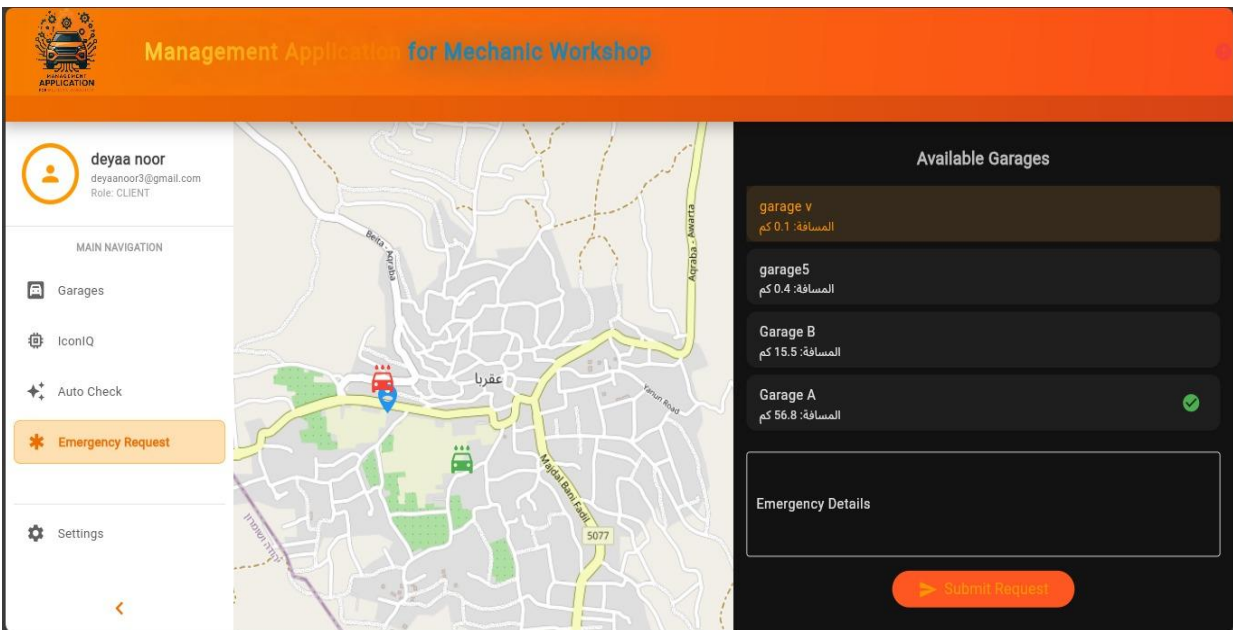 MANAGEMENT
APPLICATION
Management Application for Mechanic Workshop
deyaa noor
deyaanoor3@gmail.com
Role: CLIENT
MAIN NAVIGATION
Garages
IconIQ
Auto Check
Emergency Request
Settings
Beita - Aqraba
Aqraba - Awarta
عقربا
Yanun Road
Majdal Bani Fadil
5077
יהודה ושומרון
Available Garages
garage v
المسافة: 0.1 كم
garage5
المسافة: 0.4 كم
Garage B
المسافة: 15.5 كم
Garage A
المسافة: 56.8 كم
Emergency Details
Submit Request